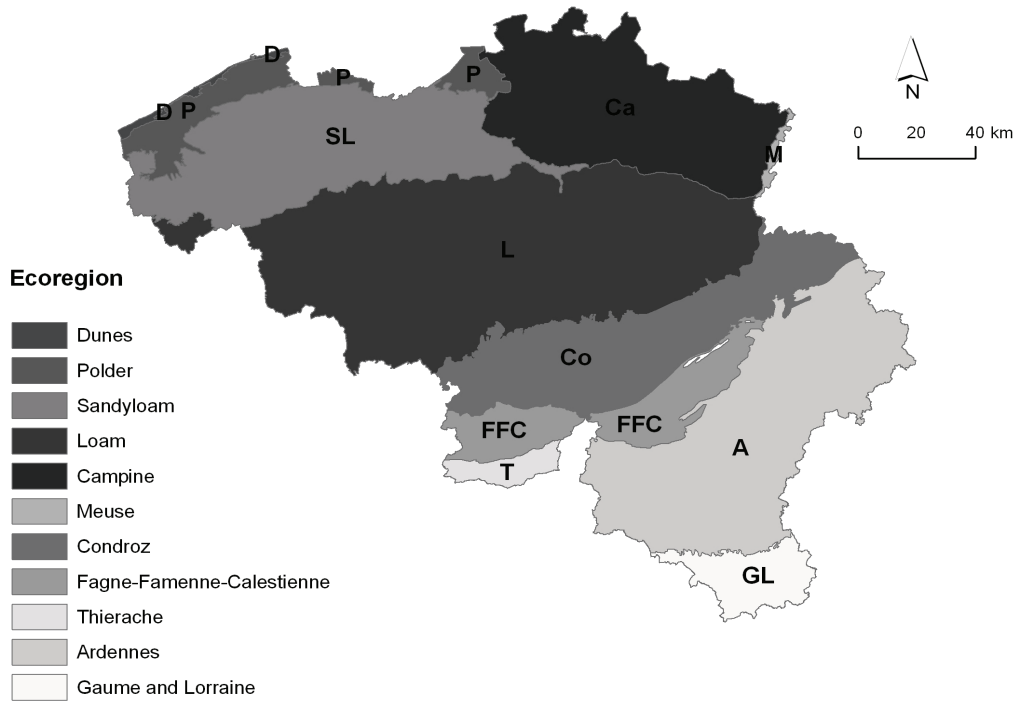 D
P
P
D P
Ca
SL
M
N
0 20 40 km
L
Ecoregion
Dunes
Polder
Sandyloam
Loam
Campine
Meuse
Condroz
Fagne-Famenne-Calestienne
Thierache
Ardennes
Gaume and Lorraine
Co
FFC
FFC
A
T
GL